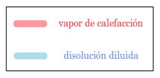 vapor de calefacción
disolución diluida